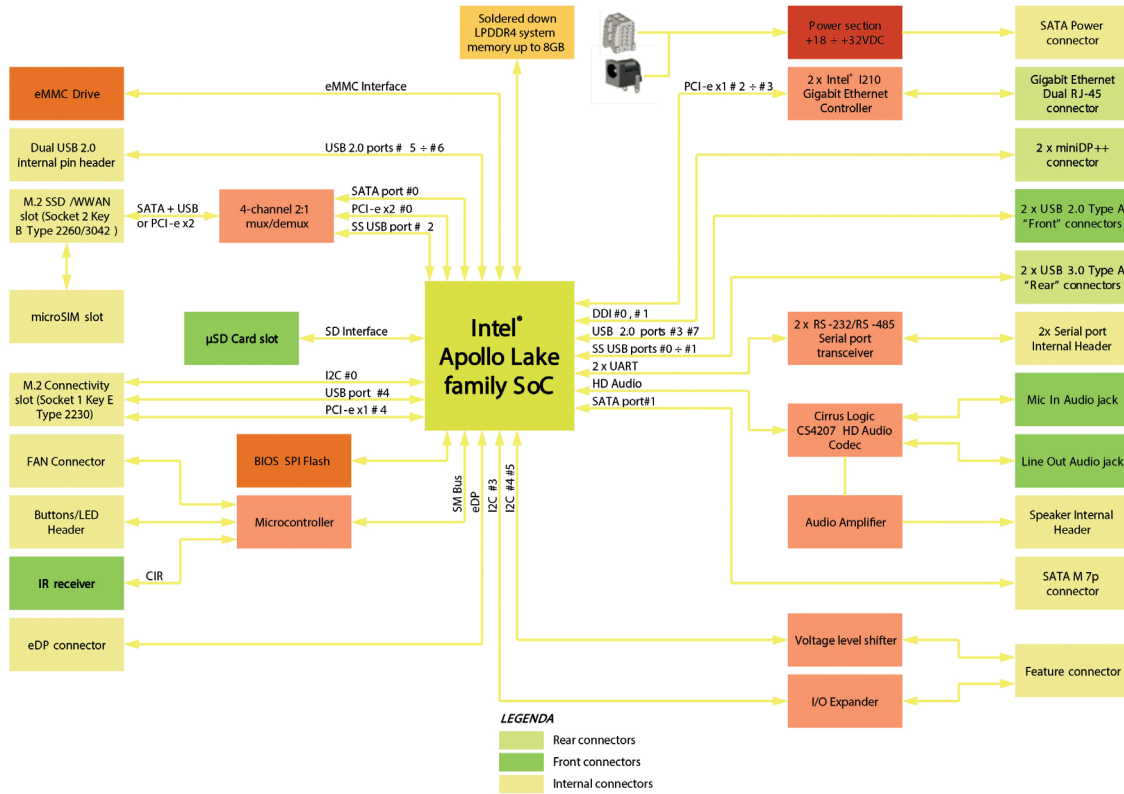 Soldered down
LPDDR4 system
memory up to 8GB
Power section
+18 ÷ +32VDC
SATA Power
connector
eMMC Drive
eMMC Interface
PCI-e x1 # 2 ÷ #3
2 x Intel® I210
Gigabit Ethernet
Controller
Gigabit Ethernet
Dual RJ-45
connector
Dual USB 2.0
internal pin header
USB 2.0 ports # 5 ÷ #6
2 x miniDP++
connector
M.2 SSD /WWAN
slot (Socket 2 Key
B Type 2260/3042 )
SATA + USB
or PCI-e x2
4-channel 2:1
mux/demux
SATA port #0
PCI-e x2 #0
SS USB port # 2
2 x USB 2.0 Type A
"Front" connectors
2 x USB 3.0 Type A
"Rear" connectors
microSIM slot
µSD Card slot
SD Interface
Intel®
Apollo Lake
family SoC
DDI #0 , # 1
USB 2.0 ports #3 #7
SS USB ports #0 ÷ #1
2 x UART
HD Audio
SATA port#1
2 x RS -232/RS -485
Serial port
transceiver
2x Serial port
Internal Header
M.2 Connectivity
slot (Socket 1 Key E
Type 2230)
I2C #0
USB port #4
PCI-e x1 # 4
Cirrus Logic
CS4207 HD Audio
Codec
Mic In Audio jack
Line Out Audio jack
FAN Connector
BIOS SPI Flash
SM Bus
eDP
I2C #3
I2C #4 #5
Buttons/LED
Header
Microcontroller
Audio Amplifier
Speaker Internal
Header
IR receiver
CIR
SATA M 7p
connector
eDP connector
Voltage level shifter
I/O Expander
Feature connector
LEGENDA
Rear connectors
Front connectors
Internal connectors